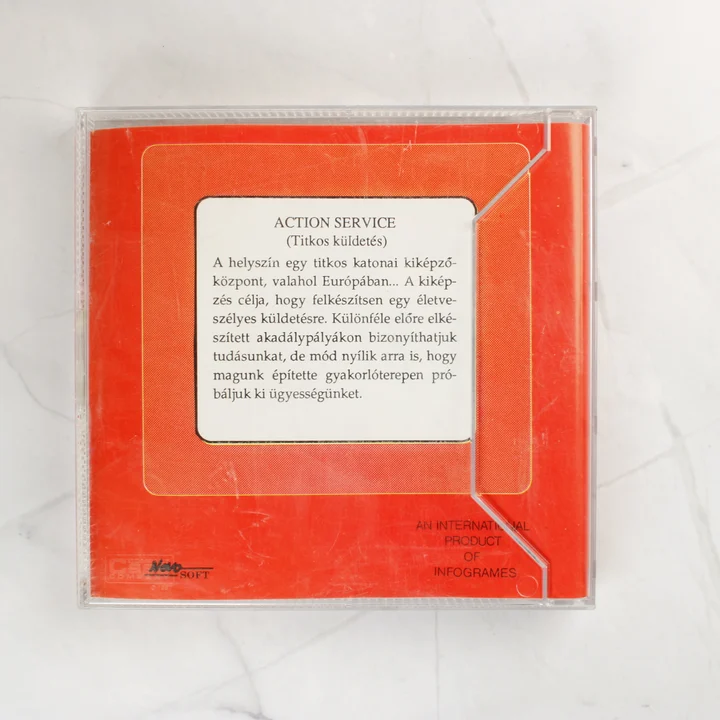 ACTION SERVICE
(Titkos küldetés)
A helyszín egy titkos katonai kiképző-
központ, valahol Európában... A kikép-
zés célja, hogy felkészítsen egy életve-
szélyes küldetésre. Különféle előre elké-
szített akadálypályákon bizonyíthatjuk
tudásunkat, de mód nyílik arra is, hogy
magunk építette gyakorlóterepen pró-
báljuk ki ügyességünket.
AN INTERNATIONAL
PRODUCT
OF
INFOGRAMES
Novo
SOFT